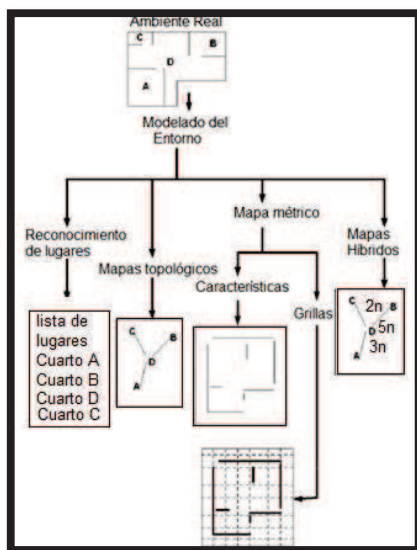 Ambiente Real
C
B
D
A
Modelado del
Entorno
Reconocimiento
de lugares
Mapas topológicos
Mapa métrico
Características
Grillas
Mapas
Híbridos
lista de
lugares
Cuarto A
Cuarto B
Cuarto D
Cuarto C
C
B
D
A
C
2n
B
D
5n
3n
A